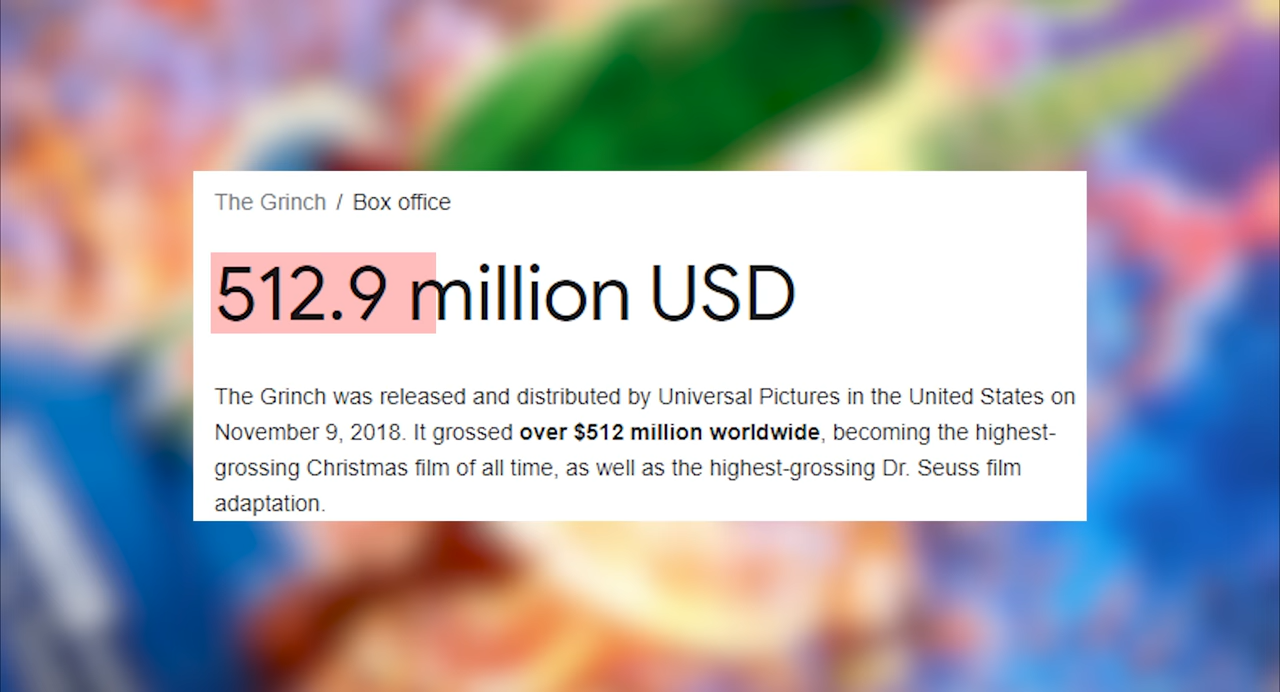 The Grinch / Box office
512.9 million USD
The Grinch was released and distributed by Universal Pictures in the United States on
November 9, 2018. It grossed over $512 million worldwide, becoming the highest-
grossing Christmas film of all time, as well as the highest-grossing Dr. Seuss film
adaptation.